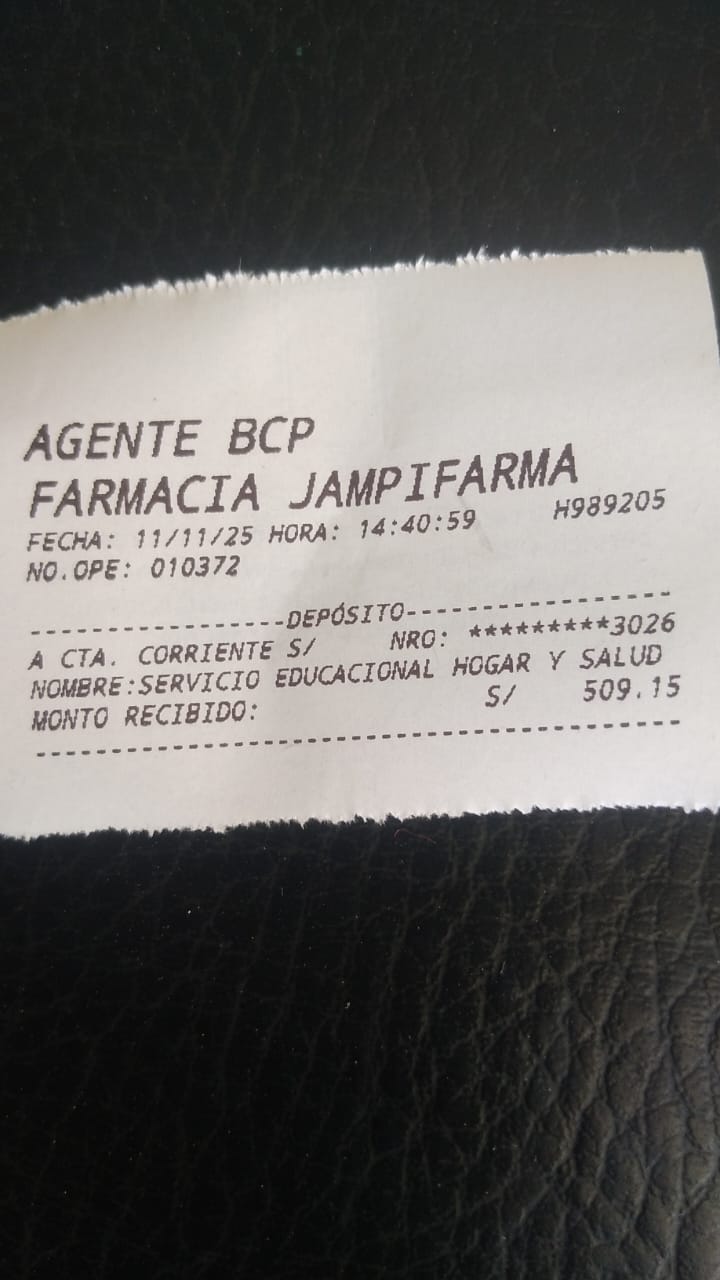 AGENTE BCP
FARMACIA JAMPIFARMA
FECHA: 11/11/25 HORA: 14:40:59 H989205
NO.OPE: 010372
------------------DEPÓSITO------------------
A CTA. CORRIENTE S/ NRO: *********3026
NOMBRE:SERVICIO EDUCACIONAL HOGAR Y SALUD
MONTO RECIBIDO: S/ 509.15
--------------------------------------------